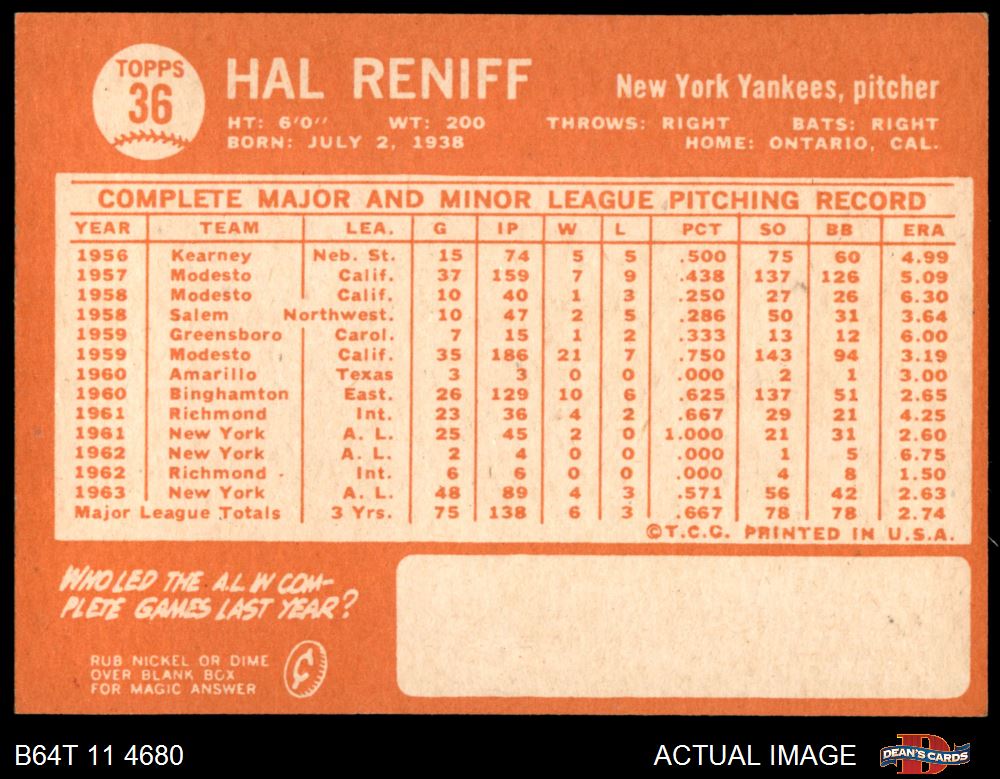 TOPPS
36
HAL RENIFF
New York Yankees, pitcher
HT: 6'0" WT: 200 THROWS: RIGHT BATS: RIGHT
BORN: JULY 2, 1938 HOME: ONTARIO, CAL.
COMPLETE MAJOR AND MINOR LEAGUE PITCHING RECORD
YEAR TEAM LEA. G IP W L PCT SO BB ERA
1956 Kearney Neb. St. 15 74 5 5 .500 75 60 4.99
1957 Modesto Calif. 37 159 7 9 .438 137 126 5.09
1958 Modesto Calif. 10 40 1 3 .250 27 26 6.30
1958 Salem Northwest. 10 47 2 5 .286 50 31 3.64
1959 Greensboro Carol. 7 15 1 2 .333 13 12 6.00
1959 Modesto Calif. 35 186 21 7 .750 143 94 3.19
1960 Amarillo Texas 3 3 0 0 .000 2 1 3.00
1960 Binghamton East. 26 129 10 6 .625 137 51 2.65
1961 Richmond Int. 23 36 4 2 .667 29 21 4.25
1961 New York A. L. 25 45 2 0 1.000 21 31 2.60
1962 New York A. L. 2 4 0 0 .000 1 5 6.75
1962 Richmond Int. 6 6 0 0 .000 4 8 1.50
1963 New York A. L. 48 89 4 3 .571 56 42 2.63
Major League Totals 3 Yrs. 75 138 6 3 .667 78 78 2.74
©T.C.G. PRINTED IN U.S.A.
WHO LED THE A.L. IN COM-
PLETE GAMES LAST YEAR?
RUB NICKEL OR DIME
OVER BLANK BOX
FOR MAGIC ANSWER
B64T 11 4680 ACTUAL IMAGE DEAN'S CARDS